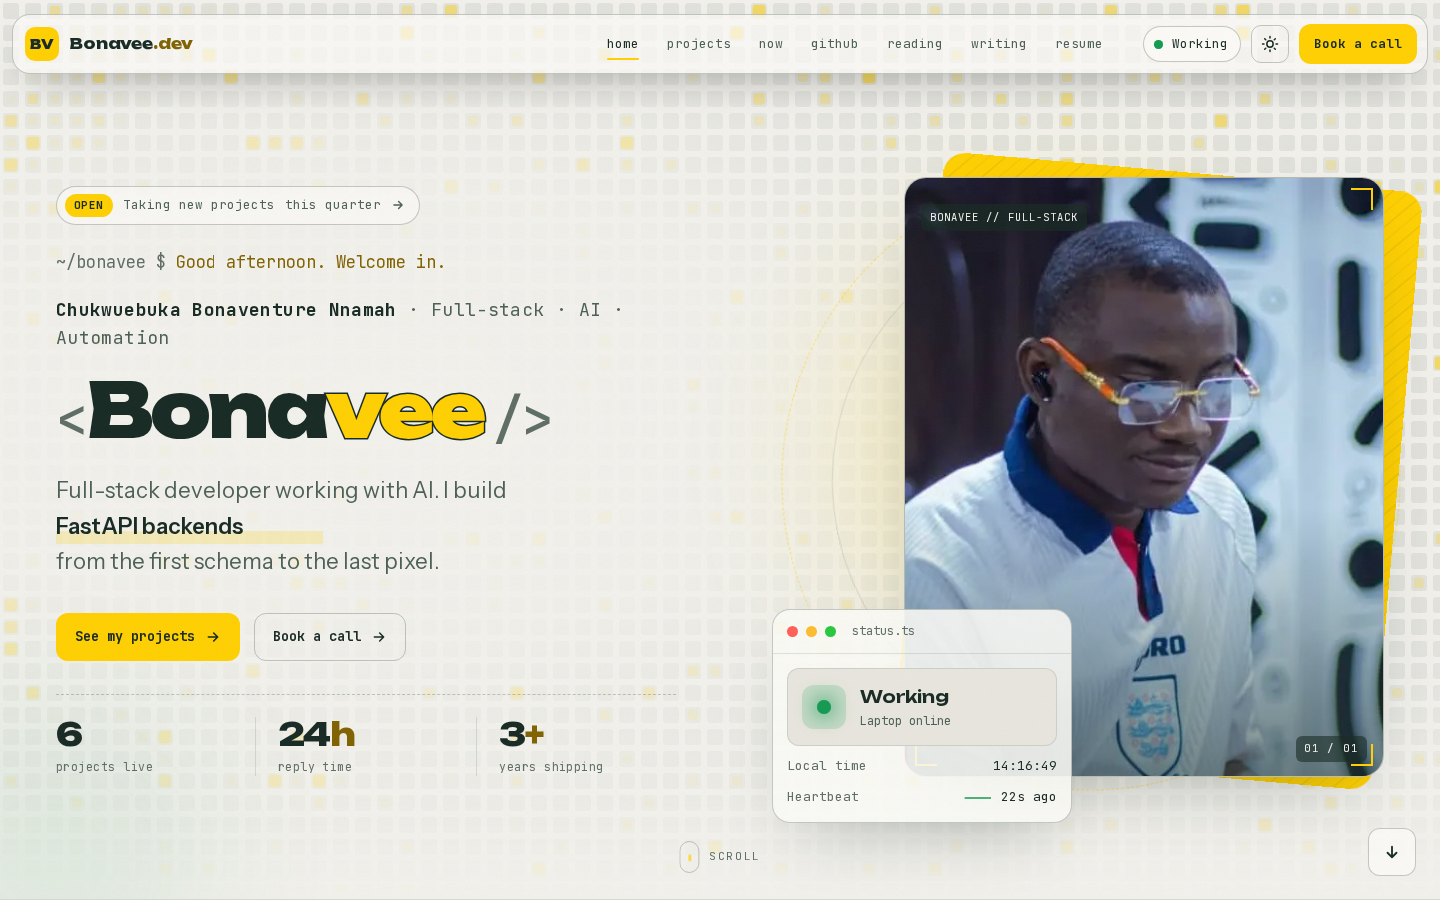 BV Bonavee.dev
home projects now github reading writing resume
Working
Book a call
OPEN Taking new projects this quarter →
~/bonavee $ Good afternoon. Welcome in.
Chukwuebuka Bonaventure Nnamah · Full-stack · AI ·
Automation
<Bonavee/>
Full-stack developer working with AI. I build
FastAPI backends
from the first schema to the last pixel.
See my projects →
Book a call →
6
projects live
24h
reply time
3+
years shipping
BONAVEE // FULL-STACK
01 / 01
status.ts
Working
Laptop online
Local time 14:16:49
Heartbeat 22s ago
SCROLL